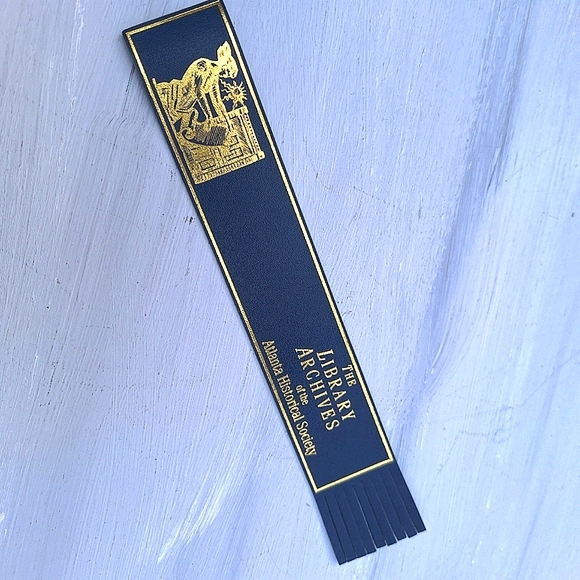 THE
LIBRARY
ARCHIVES
of the
Atlanta Historical Society